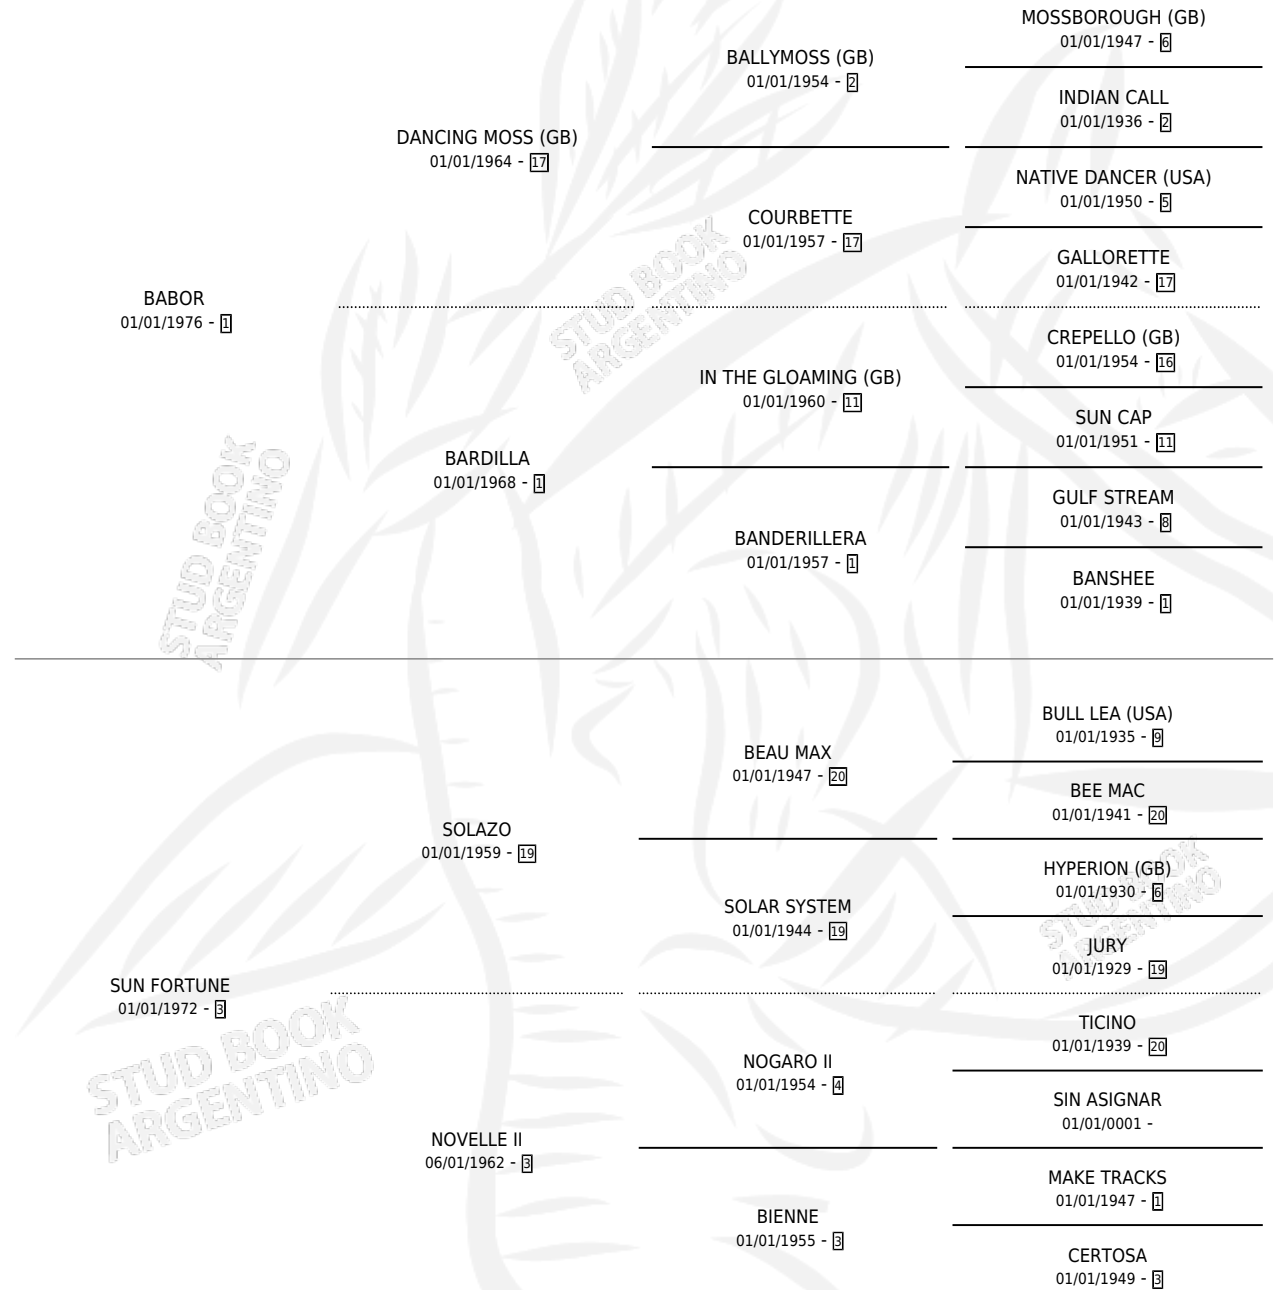 MOSSBOROUGH (GB)
01/01/1947 - 6
BALLYMOSS (GB)
01/01/1954 - 2
INDIAN CALL
01/01/1936 - 2
DANCING MOSS (GB)
01/01/1964 - 17
NATIVE DANCER (USA)
01/01/1950 - 5
COURBETTE
01/01/1957 - 17
GALLORETTE
01/01/1942 - 17
BABOR
01/01/1976 - 1
CREPELLO (GB)
01/01/1954 - 16
IN THE GLOAMING (GB)
01/01/1960 - 11
SUN CAP
01/01/1951 - 11
BARDILLA
01/01/1968 - 1
GULF STREAM
01/01/1943 - 8
BANDERILLERA
01/01/1957 - 1
BANSHEE
01/01/1939 - 1
STUD BOOK
ARGENTINO
STUD BOOK
ARGENTINO
BULL LEA (USA)
01/01/1935 - 9
BEAU MAX
01/01/1947 - 20
BEE MAC
01/01/1941 - 20
SOLAZO
01/01/1959 - 19
HYPERION (GB)
01/01/1930 - 6
SOLAR SYSTEM
01/01/1944 - 19
JURY
01/01/1929 - 19
SUN FORTUNE
01/01/1972 - 3
TICINO
01/01/1939 - 20
NOGARO II
01/01/1954 - 4
SIN ASIGNAR
01/01/0001 -
NOVELLE II
06/01/1962 - 3
MAKE TRACKS
01/01/1947 - 1
BIENNE
01/01/1955 - 3
CERTOSA
01/01/1949 - 3
STUD BOOK
ARGENTINO
STUD BOOK
ARGENTINO